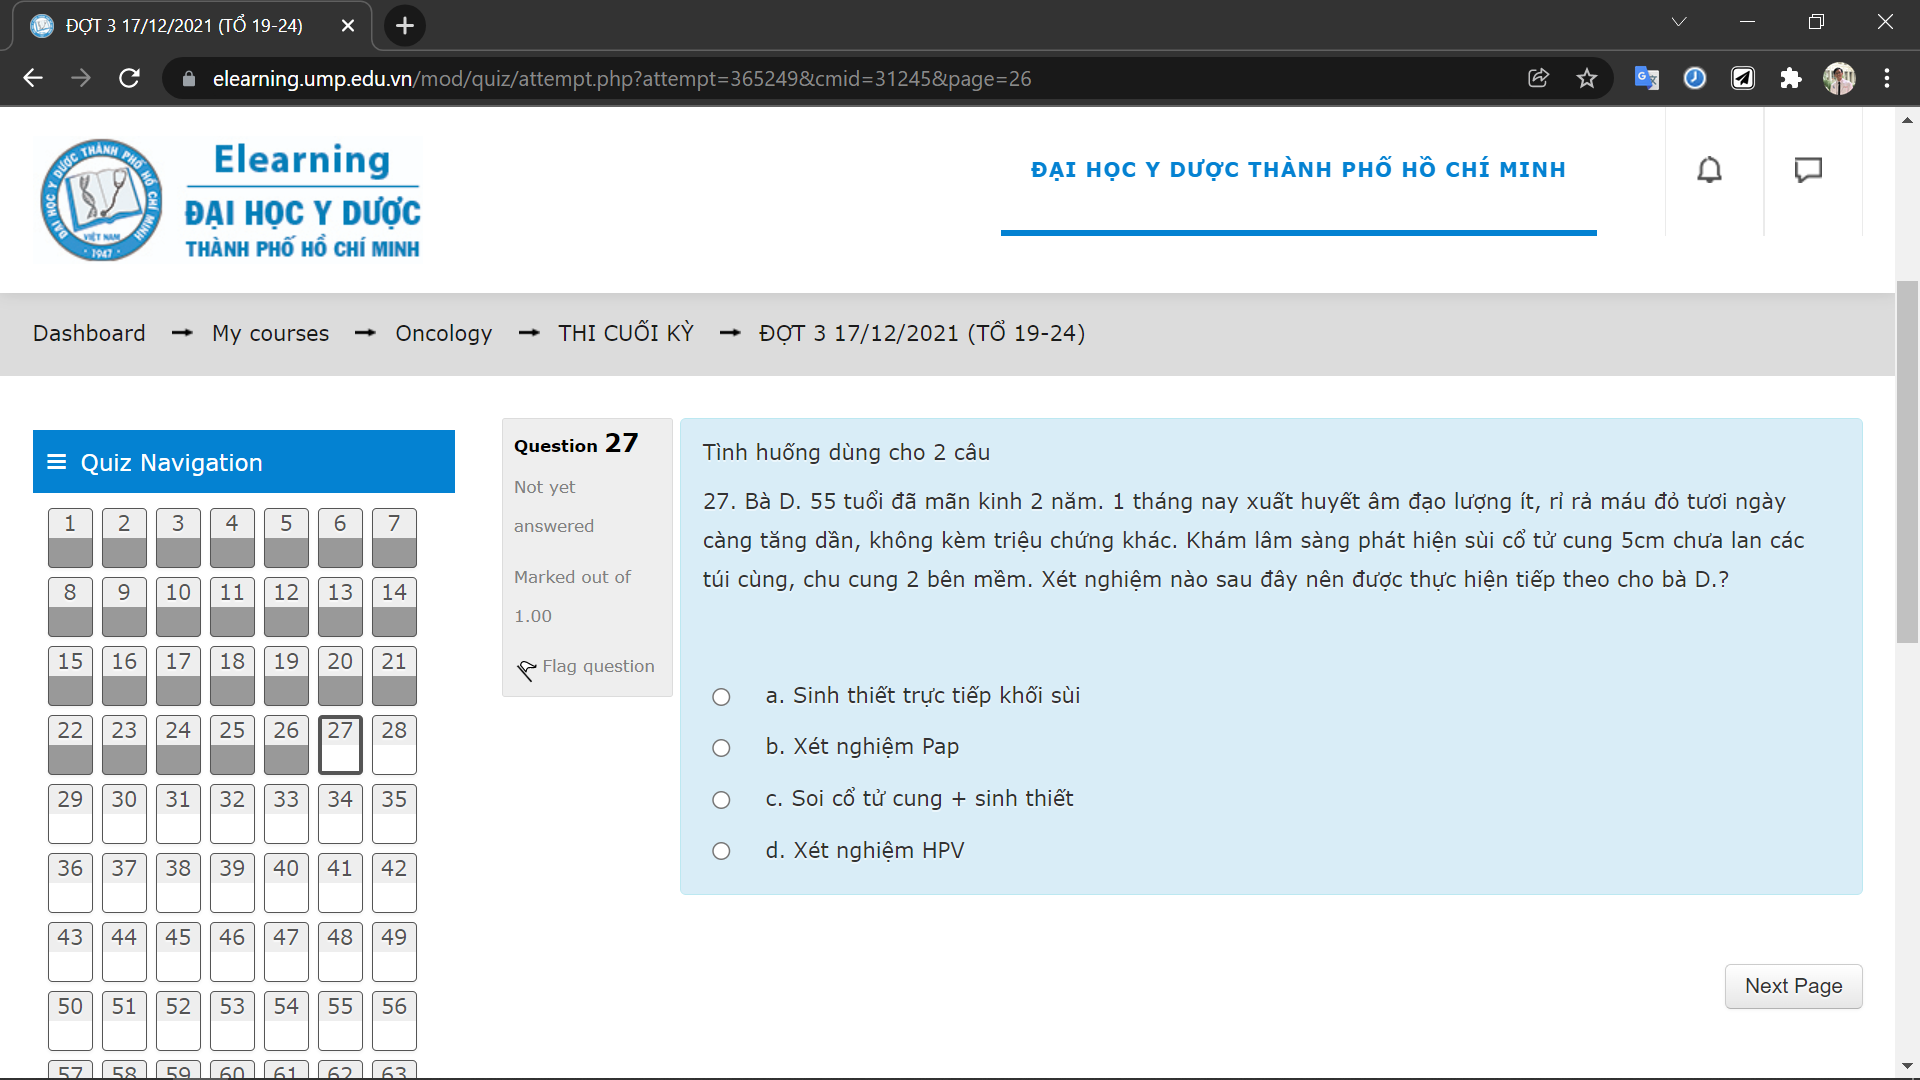 ĐỢT 3 17/12/2021 (TỔ 19-24)
elearning.ump.edu.vn/mod/quiz/attempt.php?attempt=365249&cmid=31245&page=26
ĐẠI HỌC Y DƯỢC THÀNH PHỐ HỒ CHÍ MINH
VIỆT NAM
1947
Elearning
ĐẠI HỌC Y DƯỢC
THÀNH PHỐ HỒ CHÍ MINH
ĐẠI HỌC Y DƯỢC THÀNH PHỐ HỒ CHÍ MINH
Dashboard → My courses → Oncology → THI CUỐI KỲ → ĐỢT 3 17/12/2021 (TỔ 19-24)
Quiz Navigation
1 2 3 4 5 6 7
8 9 10 11 12 13 14
15 16 17 18 19 20 21
22 23 24 25 26 27 28
29 30 31 32 33 34 35
36 37 38 39 40 41 42
43 44 45 46 47 48 49
50 51 52 53 54 55 56
57 58 59 60 61 62 63
Question 27
Not yet
answered
Marked out of
1.00
Flag question
Tình huống dùng cho 2 câu
27. Bà D. 55 tuổi đã mãn kinh 2 năm. 1 tháng nay xuất huyết âm đạo lượng ít, rỉ rả máu đỏ tươi ngày
càng tăng dần, không kèm triệu chứng khác. Khám lâm sàng phát hiện sùi cổ tử cung 5cm chưa lan các
túi cùng, chu cung 2 bên mềm. Xét nghiệm nào sau đây nên được thực hiện tiếp theo cho bà D.?
a. Sinh thiết trực tiếp khối sùi
b. Xét nghiệm Pap
c. Soi cổ tử cung + sinh thiết
d. Xét nghiệm HPV
Next Page